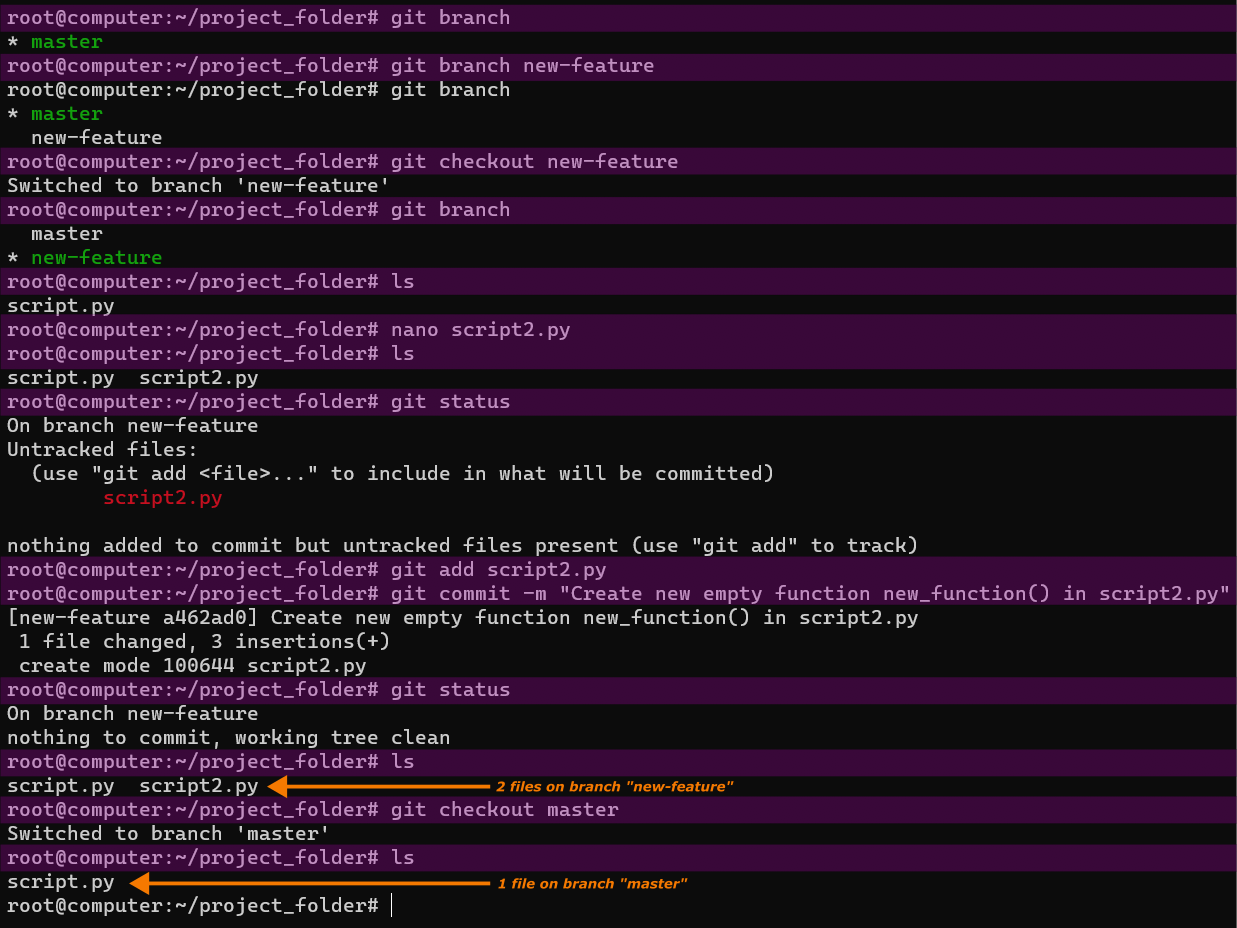 root@computer:~/project_folder# git branch
* master
root@computer:~/project_folder# git branch new-feature
root@computer:~/project_folder# git branch
* master
  new-feature
root@computer:~/project_folder# git checkout new-feature
Switched to branch 'new-feature'
root@computer:~/project_folder# git branch
  master
* new-feature
root@computer:~/project_folder# ls
script.py
root@computer:~/project_folder# nano script2.py
root@computer:~/project_folder# ls
script.py  script2.py
root@computer:~/project_folder# git status
On branch new-feature
Untracked files:
  (use "git add <file>..." to include in what will be committed)
        script2.py

nothing added to commit but untracked files present (use "git add" to track)
root@computer:~/project_folder# git add script2.py
root@computer:~/project_folder# git commit -m "Create new empty function new_function() in script2.py"
[new-feature a462ad0] Create new empty function new_function() in script2.py
 1 file changed, 3 insertions(+)
 create mode 100644 script2.py
root@computer:~/project_folder# git status
On branch new-feature
nothing to commit, working tree clean
root@computer:~/project_folder# ls
script.py  script2.py 2 files on branch "new-feature"
root@computer:~/project_folder# git checkout master
Switched to branch 'master'
root@computer:~/project_folder# ls
script.py 1 file on branch "master"
root@computer:~/project_folder#